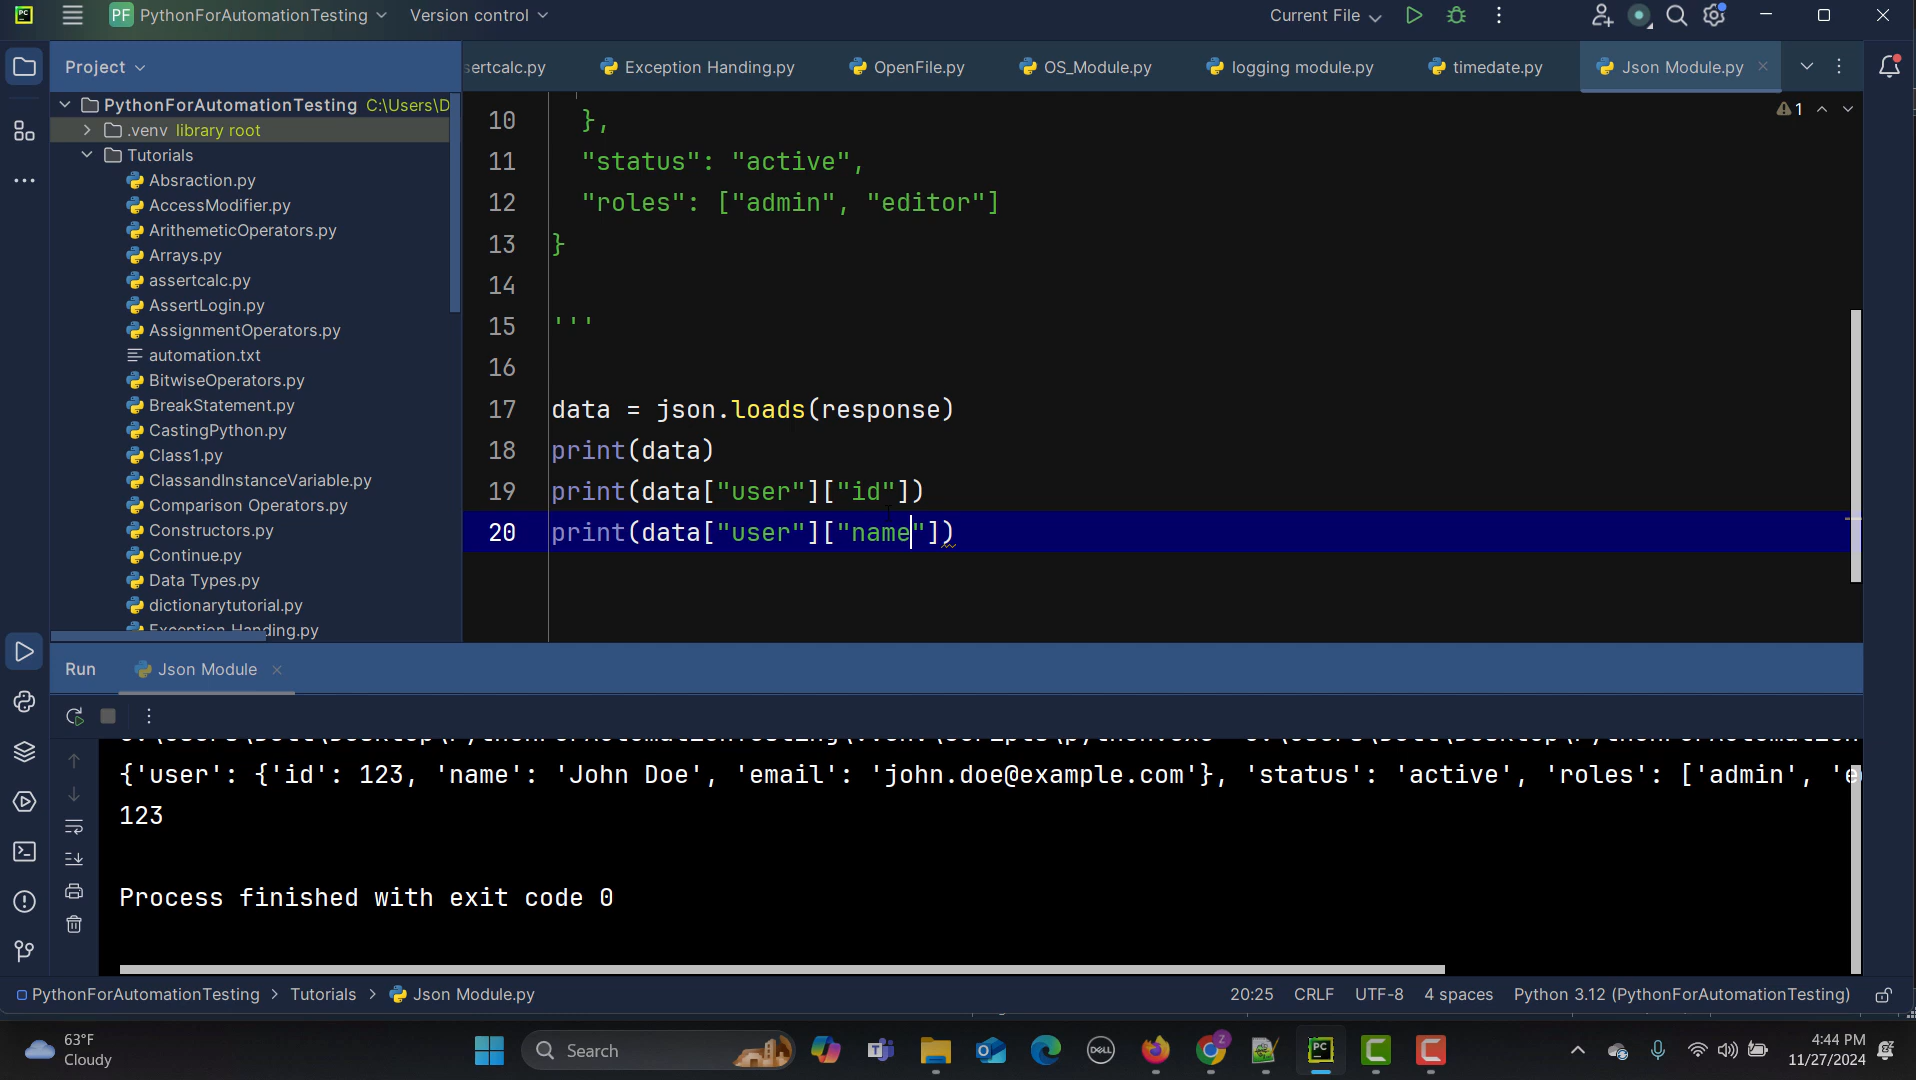 PF PythonForAutomationTesting Version control Current File
Project
sertcalc.py Exception Handing.py OpenFile.py OS_Module.py logging module.py timedate.py Json Module.py
PythonForAutomationTesting C:\Users\D
.venv library root
Tutorials
Absraction.py
AccessModifier.py
ArithemeticOperators.py
Arrays.py
assertcalc.py
AssertLogin.py
AssignmentOperators.py
automation.txt
BitwiseOperators.py
BreakStatement.py
CastingPython.py
Class1.py
ClassandInstanceVariable.py
Comparison Operators.py
Constructors.py
Continue.py
Data Types.py
dictionarytutorial.py
Exception Handing.py
1
10 },
11 "status": "active",
12 "roles": ["admin", "editor"]
13 }
14
15 '''
16
17 data = json.loads(response)
18 print(data)
19 print(data["user"]["id"])
20 print(data["user"]["name"])
Run Json Module
{'user': {'id': 123, 'name': 'John Doe', 'email': 'john.doe@example.com'}, 'status': 'active', 'roles': ['admin', 'e
123
Process finished with exit code 0
PythonForAutomationTesting > Tutorials > Json Module.py 20:25 CRLF UTF-8 4 spaces Python 3.12 (PythonForAutomationTesting)
63°F
Cloudy
Search
DELL
PC
4:44 PM
11/27/2024